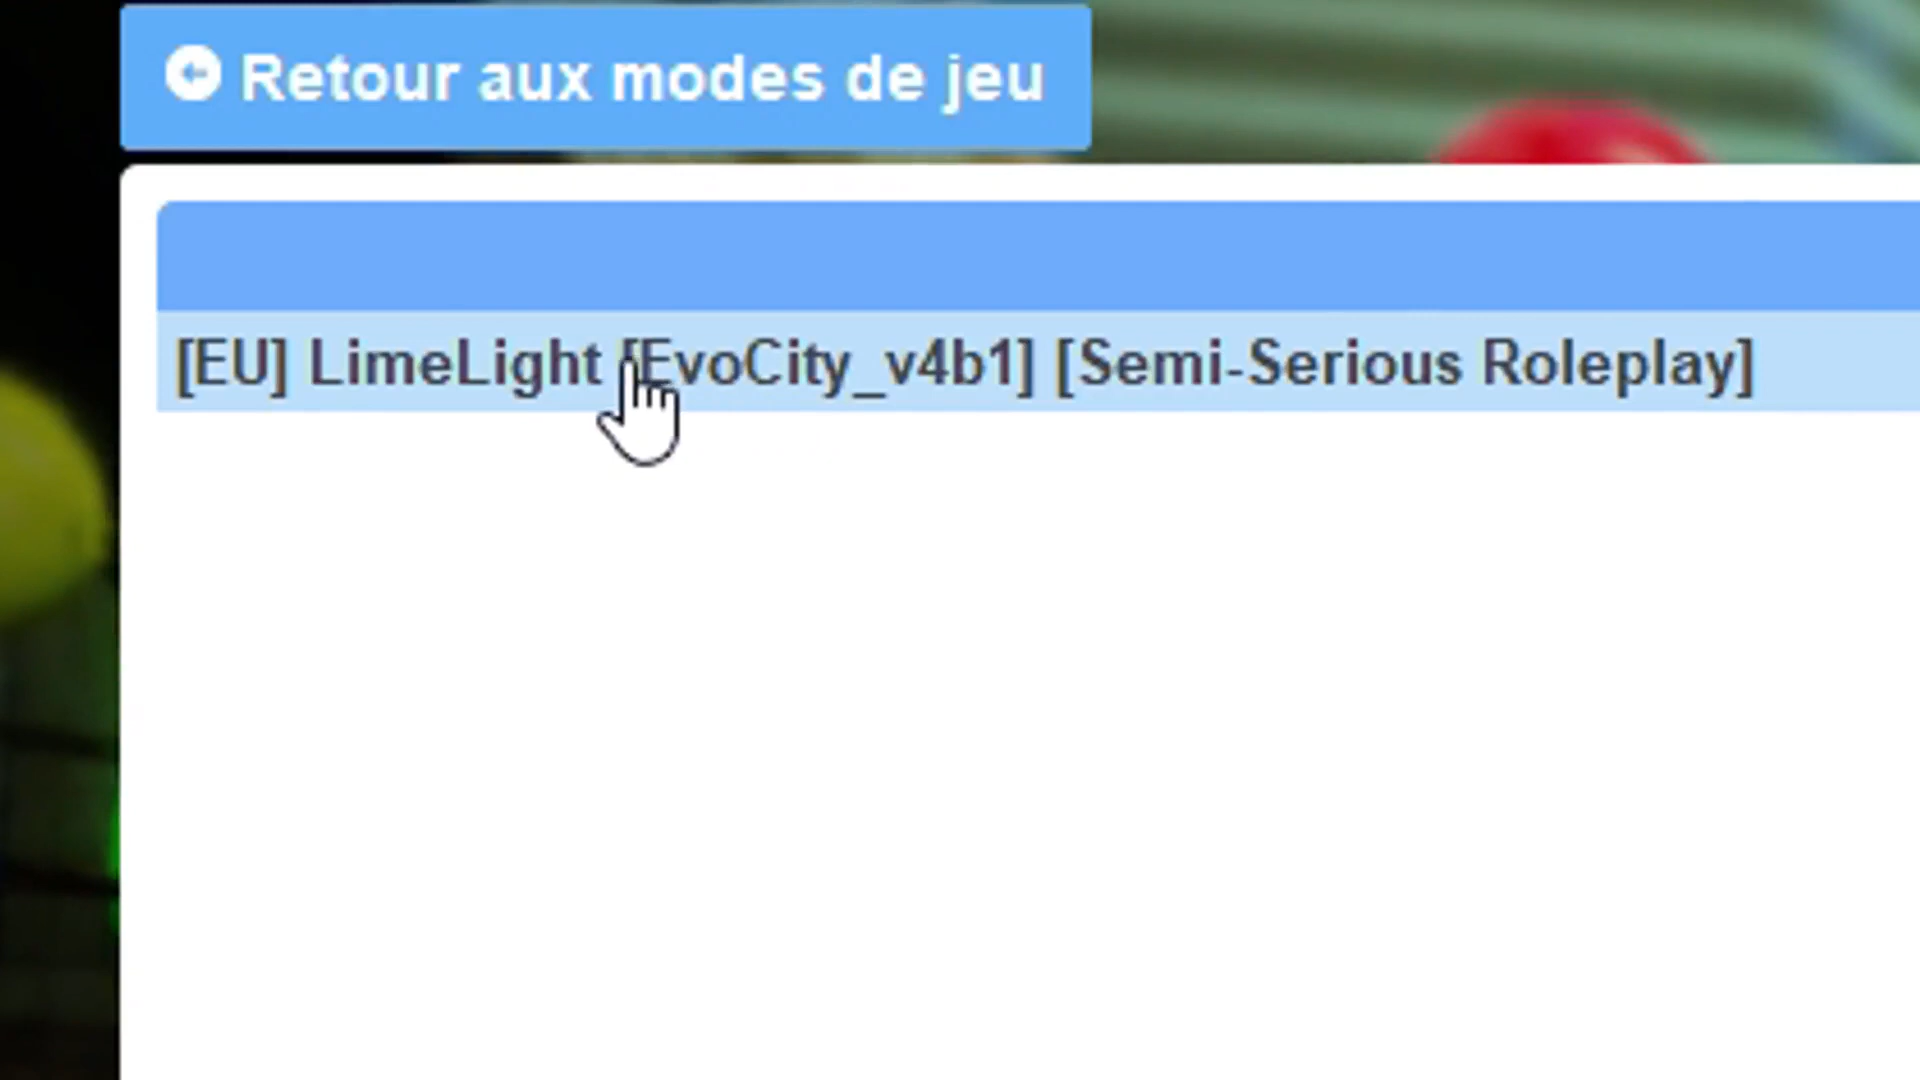 Retour aux modes de jeu
[EU] LimeLight [EvoCity_v4b1] [Semi-Serious Roleplay]